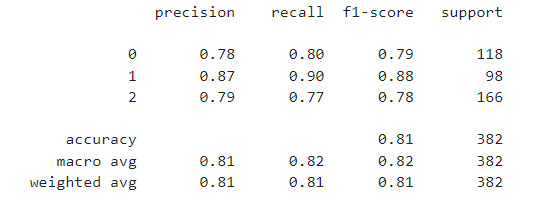 precision recall f1-score support
0 0.78 0.80 0.79 118
1 0.87 0.90 0.88 98
2 0.79 0.77 0.78 166
accuracy 0.81 382
macro avg 0.81 0.82 0.82 382
weighted avg 0.81 0.81 0.81 382